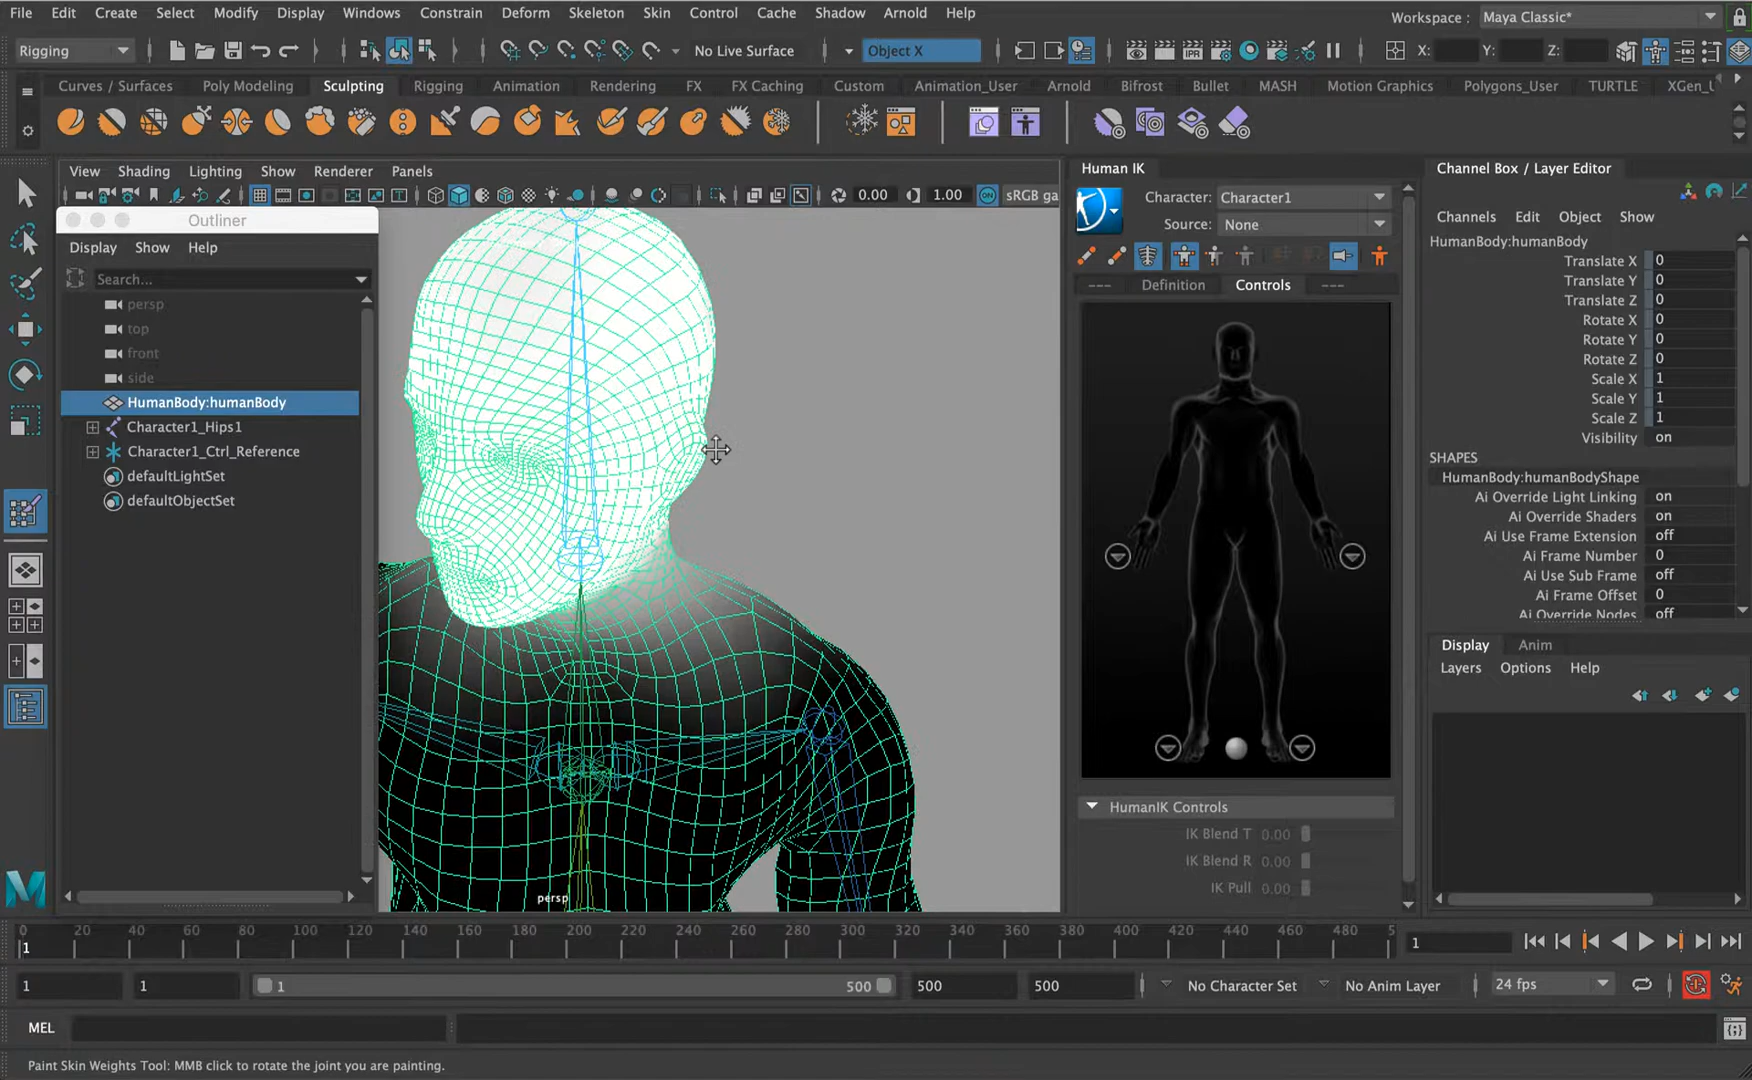 File Edit Create Select Modify Display Windows Constrain Deform Skeleton Skin Control Cache Shadow Arnold Help
Workspace : Maya Classic*
Rigging
No Live Surface
Object X
X: Y: Z:
Curves / Surfaces Poly Modeling Sculpting Rigging Animation Rendering FX FX Caching Custom Animation_User Arnold Bifrost Bullet MASH Motion Graphics Polygons_User TURTLE XGen_U
View Shading Lighting Show Renderer Panels
0.00 1.00 ON sRGB ga
IPR
Outliner
Display Show Help
Search...
persp
top
front
side
HumanBody:humanBody
Character1_Hips1
Character1_Ctrl_Reference
defaultLightSet
defaultObjectSet
persp
Human IK
Character: Character1
Source: None
--- Definition Controls ---
HumanIK Controls
IK Blend T 0.00
IK Blend R 0.00
IK Pull 0.00
Channel Box / Layer Editor
Channels Edit Object Show
HumanBody:humanBody
Translate X 0
Translate Y 0
Translate Z 0
Rotate X 0
Rotate Y 0
Rotate Z 0
Scale X 1
Scale Y 1
Scale Z 1
Visibility on
SHAPES
HumanBody:humanBodyShape
Ai Override Light Linking on
Ai Override Shaders on
Ai Use Frame Extension off
Ai Frame Number 0
Ai Use Sub Frame off
Ai Frame Offset 0
Ai Override Nodes off
Display Anim
Layers Options Help
0 20 40 60 80 100 120 140 160 180 200 220 240 260 280 300 320 340 360 380 400 420 440 460 480 5
1
1
1 1 1 500 500 500 No Character Set No Anim Layer 24 fps
MEL
Paint Skin Weights Tool: MMB click to rotate the joint you are painting.